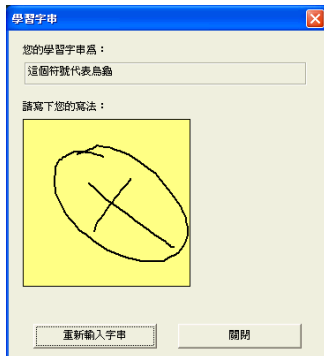 學習字串
您的學習字串為：
這個符號代表烏龜
請寫下您的寫法：
重新輸入字串
關閉